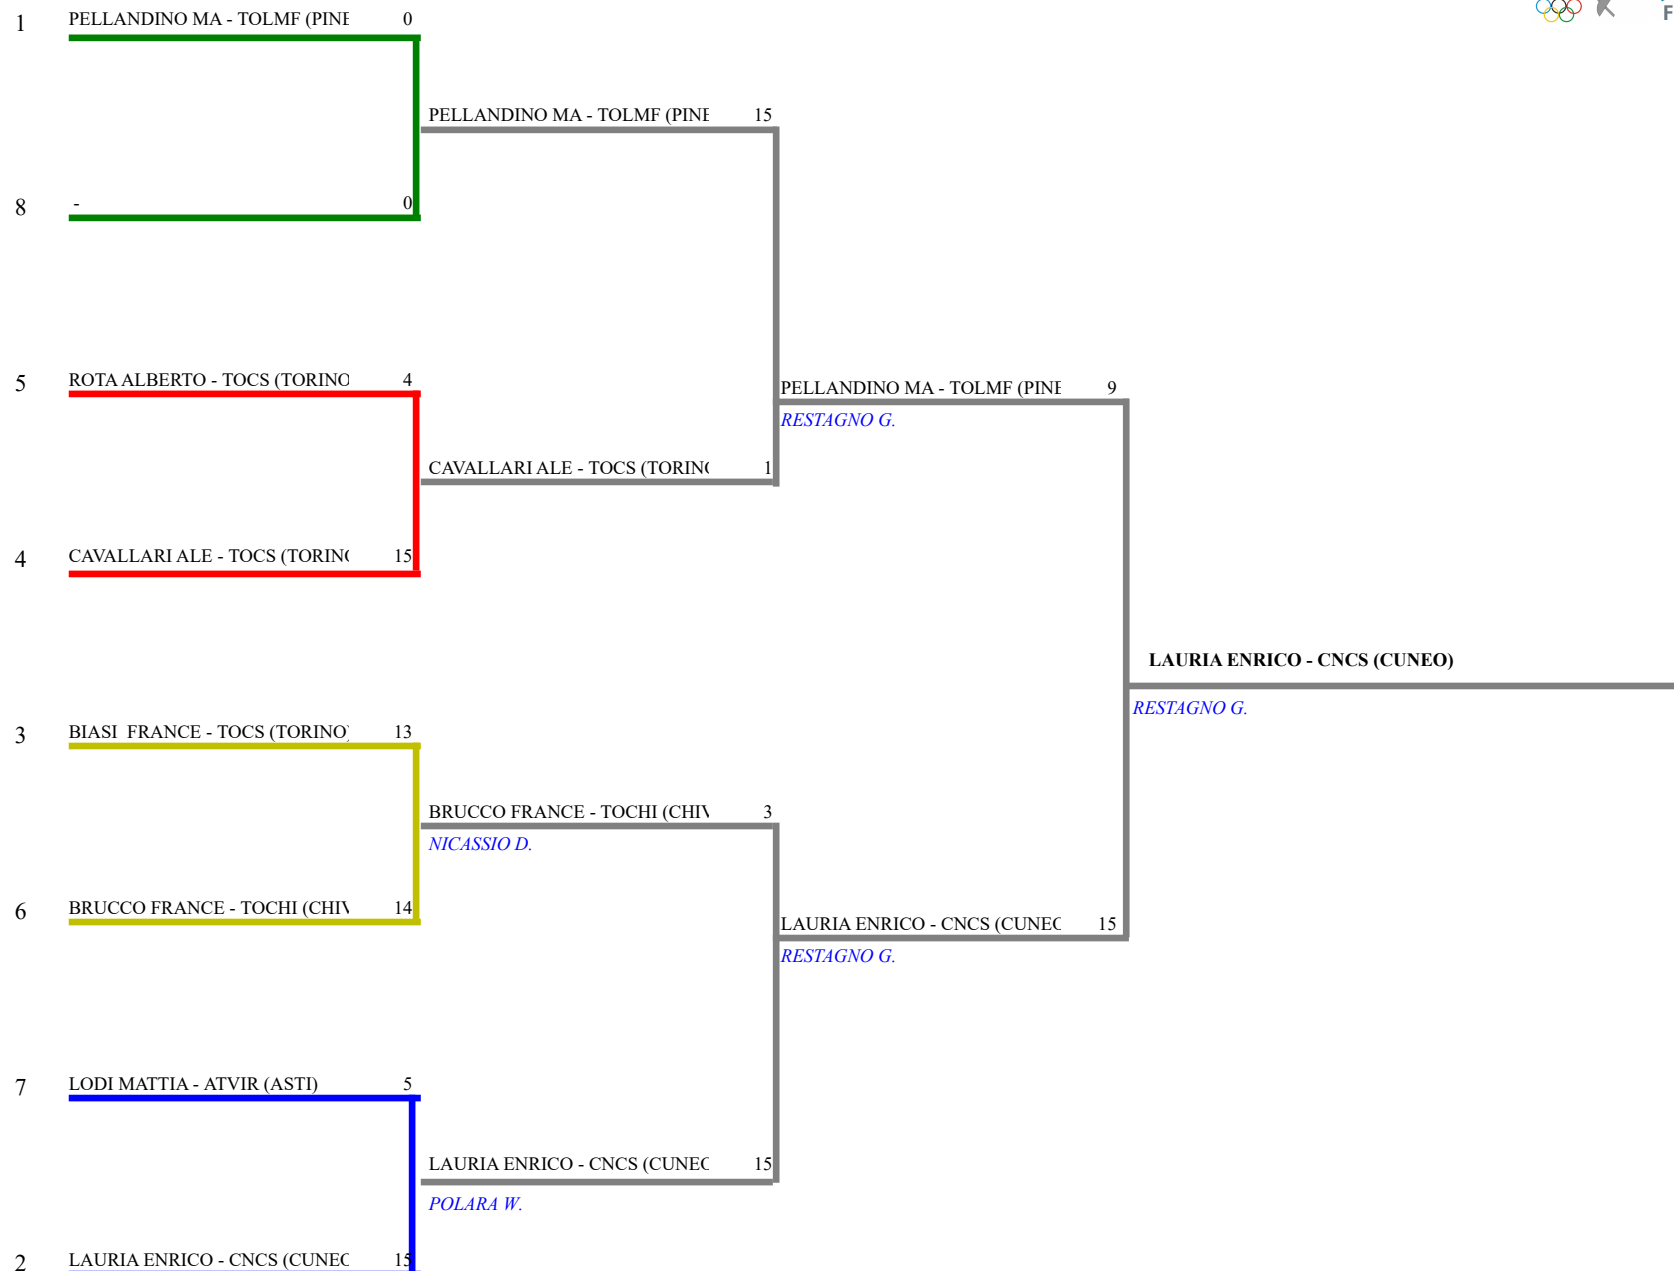 1 PELLANDINO MA - TOLMF (PINE 0
F
PELLANDINO MA - TOLMF (PINE 15
8 - 0
5 ROTA ALBERTO - TOCS (TORINO 4
PELLANDINO MA - TOLMF (PINE 9
RESTAGNO G.
CAVALLARI ALE - TOCS (TORINO 1
4 CAVALLARI ALE - TOCS (TORINO 15
LAURIA ENRICO - CNCS (CUNEO)
RESTAGNO G.
3 BIASI FRANCE - TOCS (TORINO) 13
BRUCCO FRANCE - TOCHI (CHIV 3
NICASSIO D.
6 BRUCCO FRANCE - TOCHI (CHIV 14
LAURIA ENRICO - CNCS (CUNEO 15
RESTAGNO G.
7 LODI MATTIA - ATVIR (ASTI) 5
LAURIA ENRICO - CNCS (CUNEO 15
POLARA W.
2 LAURIA ENRICO - CNCS (CUNEO 15